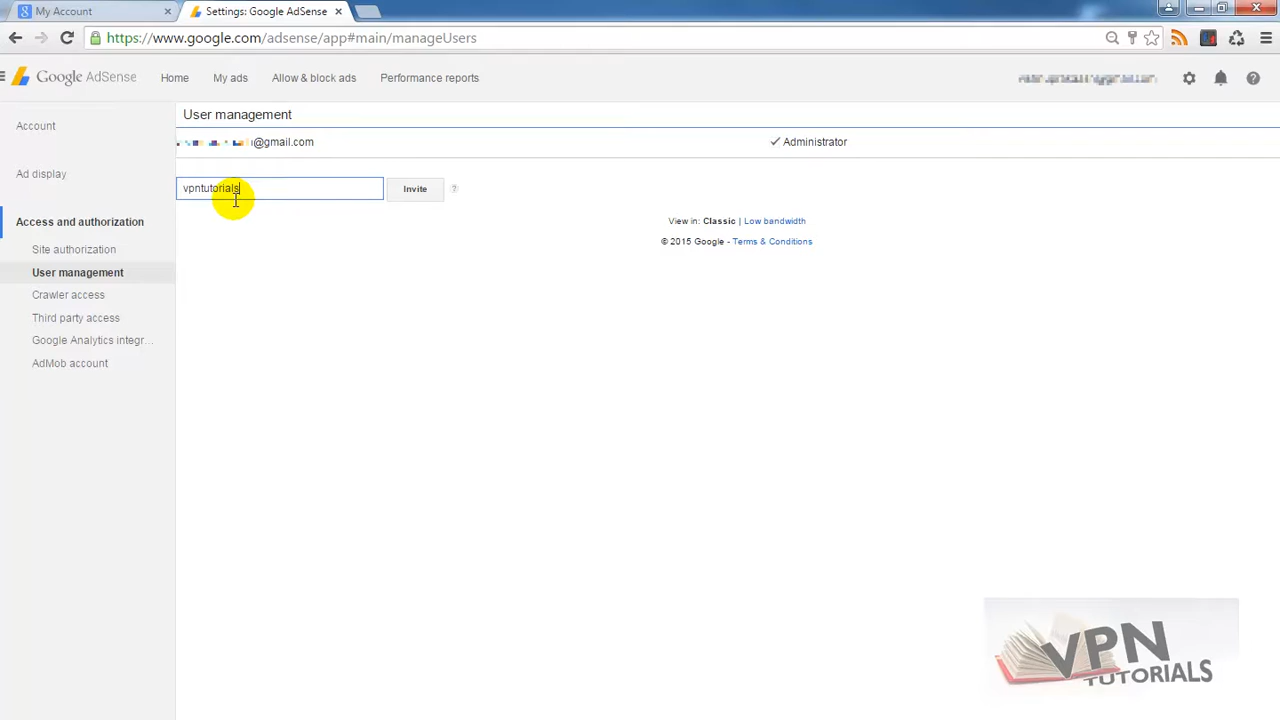 My Account
Settings: Google AdSense
https://www.google.com/adsense/app#main/manageUsers
Google AdSense
Home
My ads
Allow & block ads
Performance reports
Account
Ad display
Access and authorization
Site authorization
User management
Crawler access
Third party access
Google Analytics integr...
AdMob account
User management
@gmail.com
Administrator
vpntutorials
Invite
?
View in: Classic | Low bandwidth
© 2015 Google - Terms & Conditions
VPN
TUTORIALS